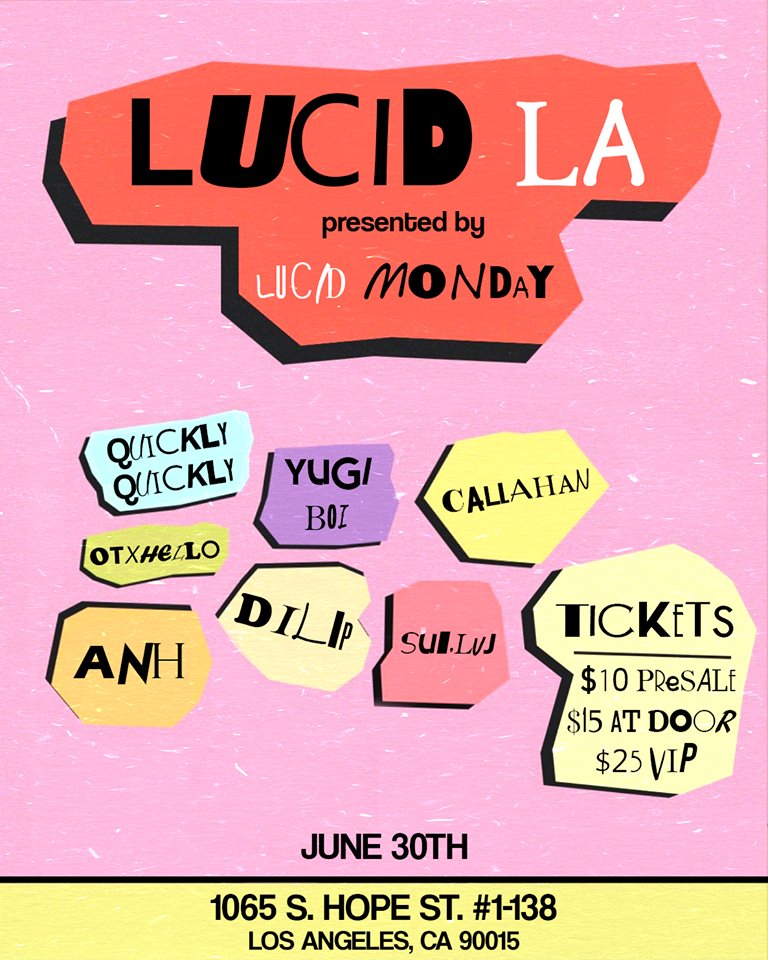 LUCID LA
presented by
LUCID MONDAY
QUICKLY
QUICKLY
YUGI
BOI
CALLAHAN
OTXHELLO
DILIP
ANH
SUI.LVJ
TICKETS
$10 PReSALE
$15 AT DOOR
$25 VIP
JUNE 30TH
1065 S. HOPE ST. #1-138
LOS ANGELES, CA 90015